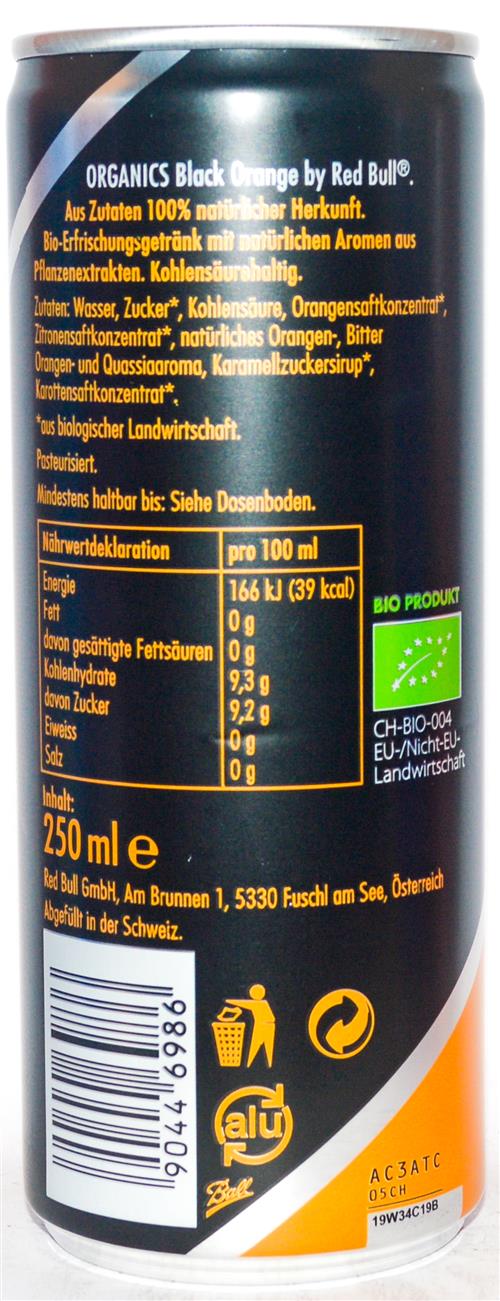 ORGANICS Black Orange by Red Bull®.
Aus Zutaten 100% natürlicher Herkunft.
Bio-Erfrischungsgetränk mit natürlichen Aromen aus
Pflanzenextrakten. Kohlensäurehaltig.
Zutaten: Wasser, Zucker*, Kohlensäure, Orangensaftkonzentrat*,
Zitronensaftkonzentrat*, natürliches Orangen-, Bitter
Orangen- und Quassiaaroma, Karamellzuckersirup*,
Karottensaftkonzentrat*.
*aus biologischer Landwirtschaft.
Pasteurisiert.
Mindestens haltbar bis: Siehe Dosenboden.
Nährwertdeklaration pro 100 ml
Energie 166 kJ (39 kcal)
Fett 0 g
davon gesättigte Fettsäuren 0 g
Kohlenhydrate 9,3 g
davon Zucker 9,2 g
Eiweiss 0 g
Salz 0 g
BIO PRODUKT
CH-BIO-004
EU-/Nicht-EU-
Landwirtschaft
Inhalt:
250 ml e
Red Bull GmbH, Am Brunnen 1, 5330 Fuschl am See, Österreich
Abgefüllt in der Schweiz.
9044 6986
alu
Ball
AC3ATC
05CH
19W34C19B